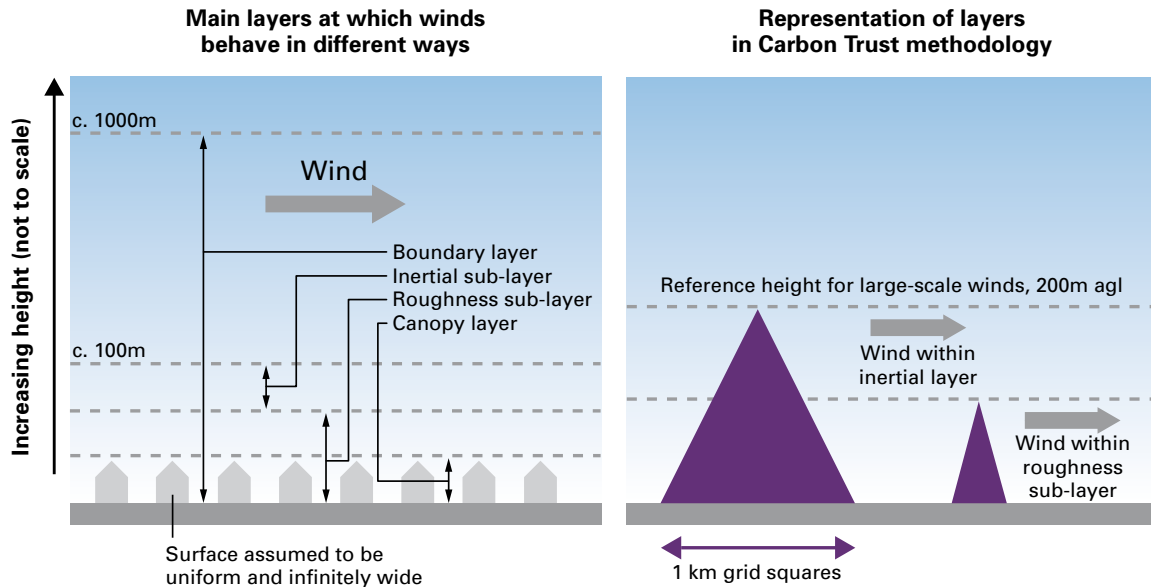 Main layers at which winds
behave in different ways
Increasing height (not to scale)
c. 1000m
Wind
Boundary layer
Inertial sub-layer
Roughness sub-layer
Canopy layer
c. 100m
Surface assumed to be
uniform and infinitely wide
Representation of layers
in Carbon Trust methodology
Reference height for large-scale winds, 200m agl
Wind within
inertial layer
Wind within
roughness
sub-layer
1 km grid squares